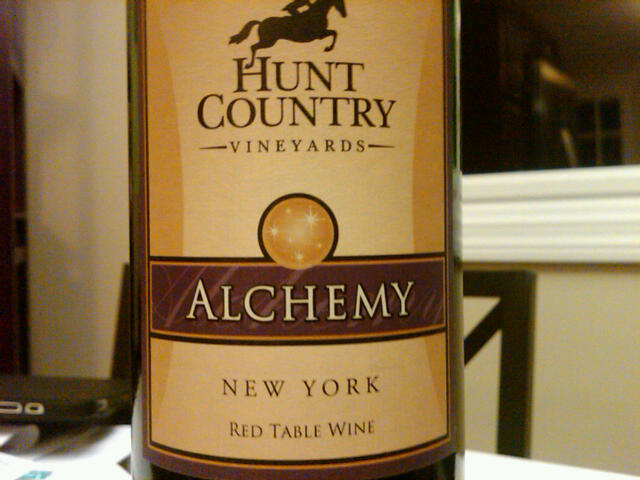 HUNT
COUNTRY
VINEYARDS
ALCHEMY
NEW YORK
RED TABLE WINE